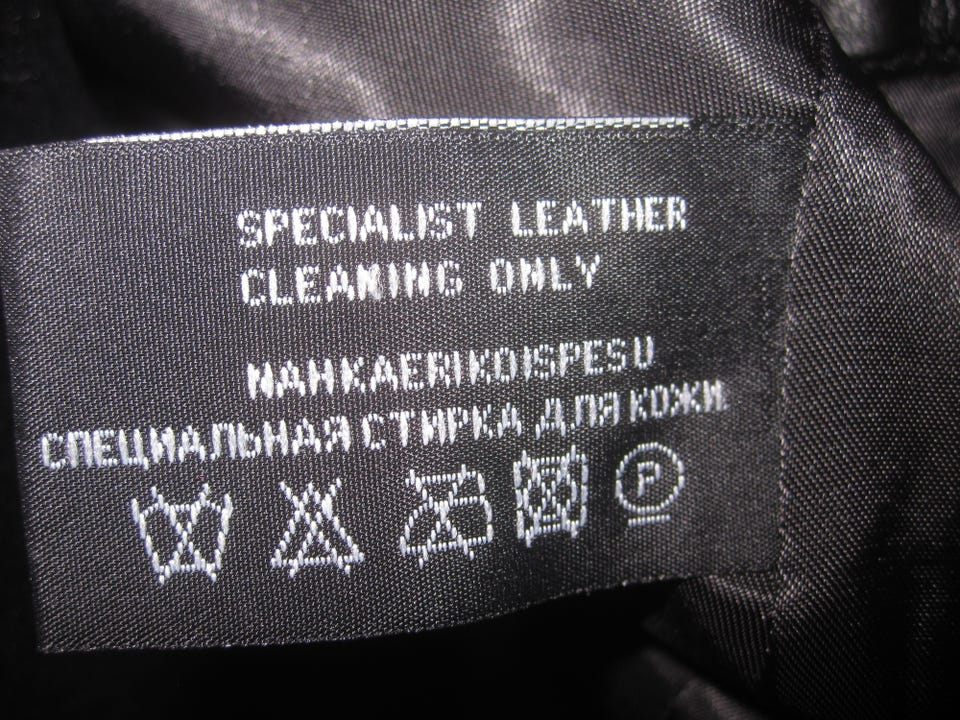 SPECIALIST LEATHER
CLEANING ONLY
NAHKAERIKOISPESU
СПЕЦИАЛЬНАЯ СТИРКА ДЛЯ КОЖИ
P